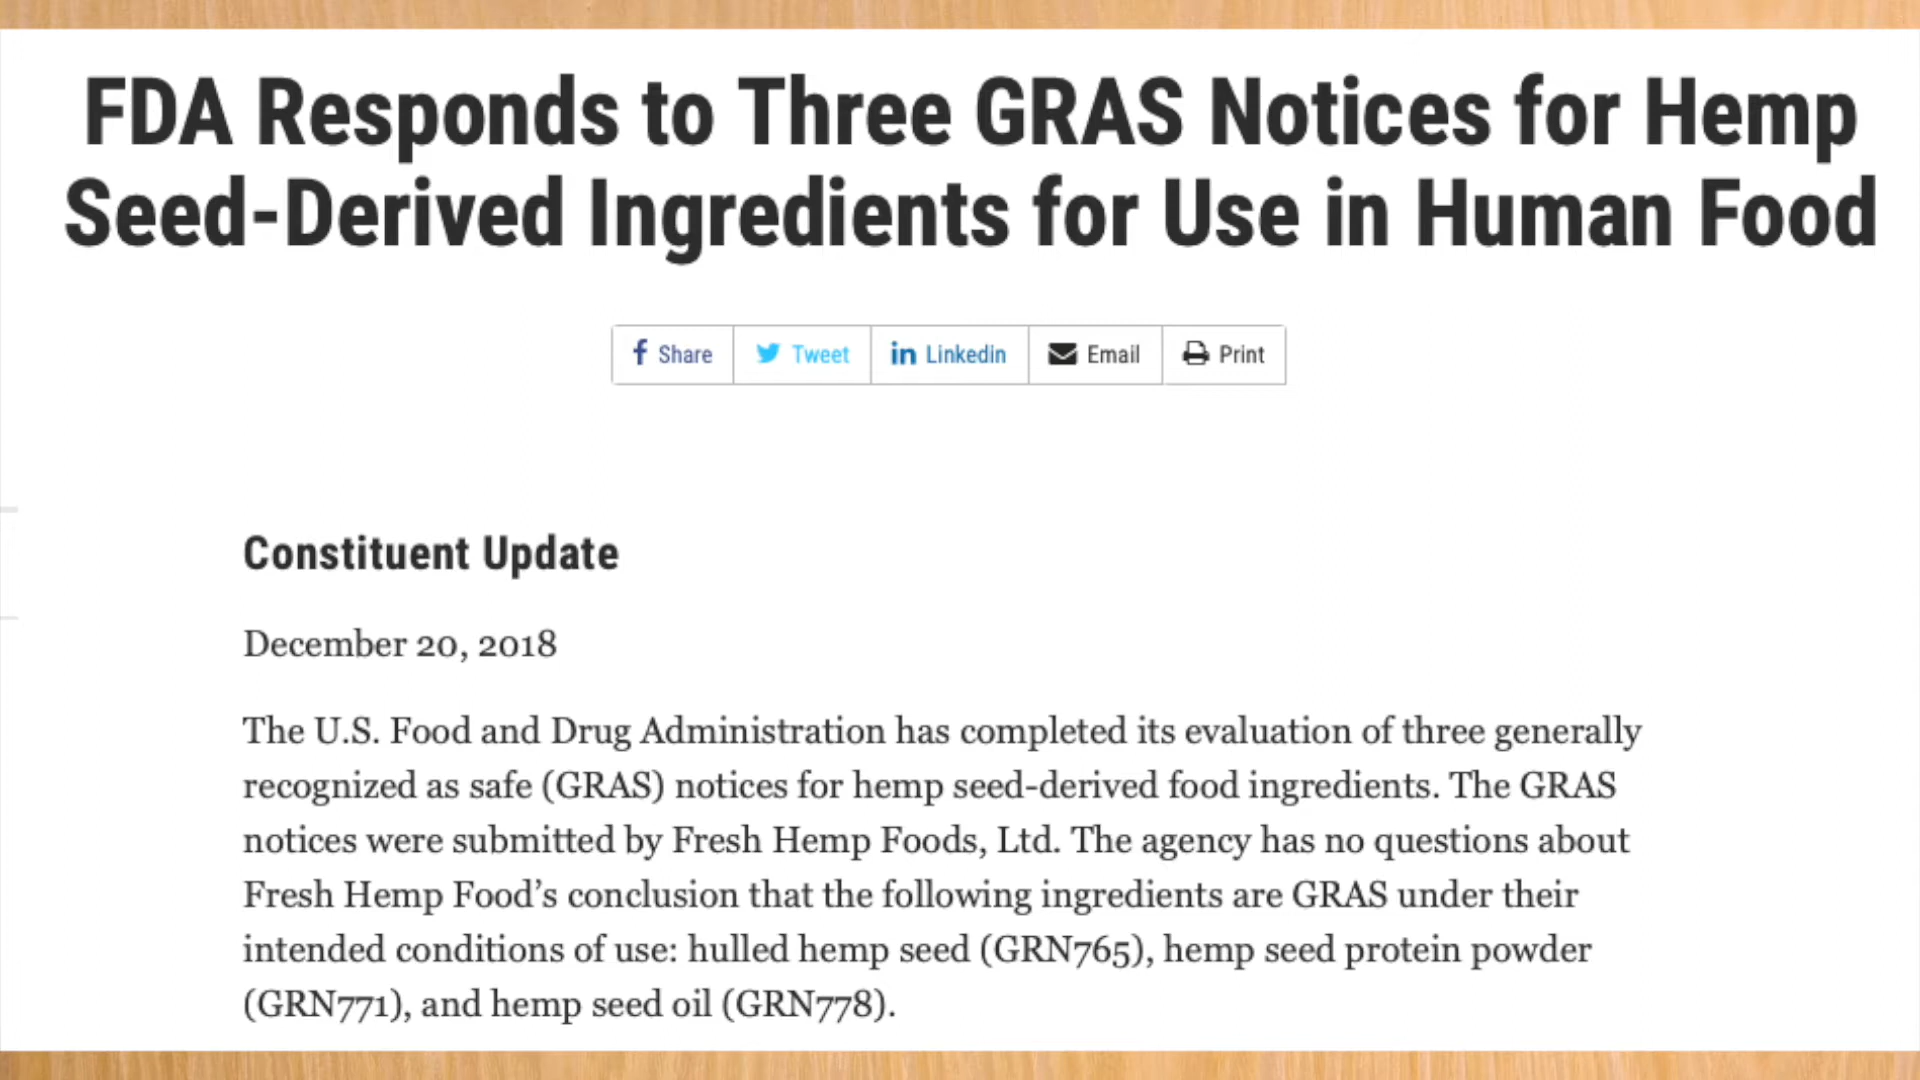 FDA Responds to Three GRAS Notices for Hemp
Seed-Derived Ingredients for Use in Human Food
Share Tweet Linkedin Email Print
Constituent Update
December 20, 2018
The U.S. Food and Drug Administration has completed its evaluation of three generally
recognized as safe (GRAS) notices for hemp seed-derived food ingredients. The GRAS
notices were submitted by Fresh Hemp Foods, Ltd. The agency has no questions about
Fresh Hemp Food’s conclusion that the following ingredients are GRAS under their
intended conditions of use: hulled hemp seed (GRN765), hemp seed protein powder
(GRN771), and hemp seed oil (GRN778).